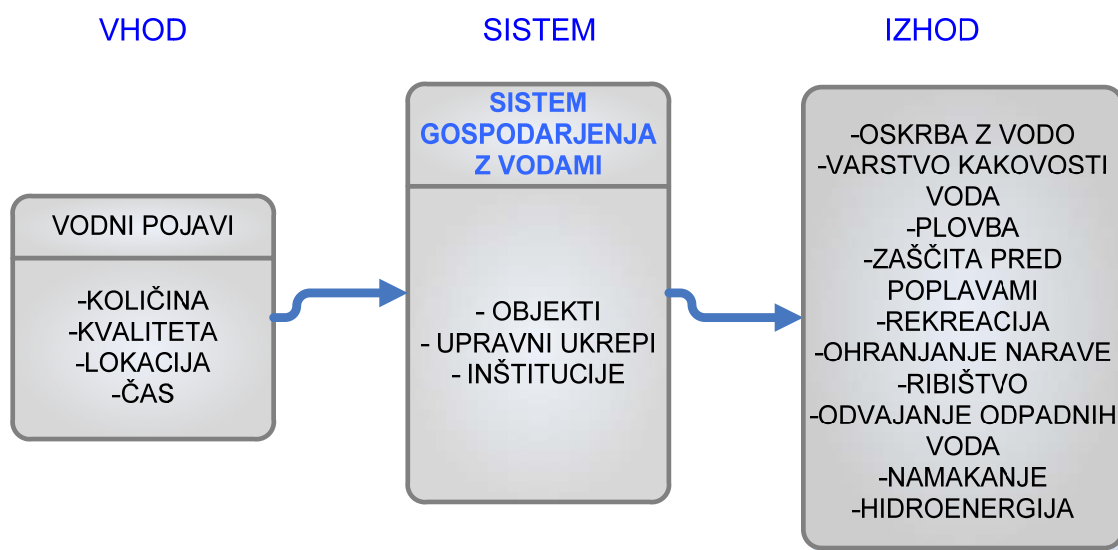 VHOD
SISTEM
IZHOD
VODNI POJAVI
-KOLIČINA
-KVALITETA
-LOKACIJA
-ČAS
SISTEM
GOSPODARJENJA
Z VODAMI
- OBJEKTI
- UPRAVNI UKREPI
- INŠTITUCIJE
-OSKRBA Z VODO
-VARSTVO KAKOVOSTI
VODA
-PLOVBA
-ZAŠČITA PRED
POPLAVAMI
-REKREACIJA
-OHRANJANJE NARAVE
-RIBIŠTVO
-ODVAJANJE ODPADNIH
VODA
-NAMAKANJE
-HIDROENERGIJA